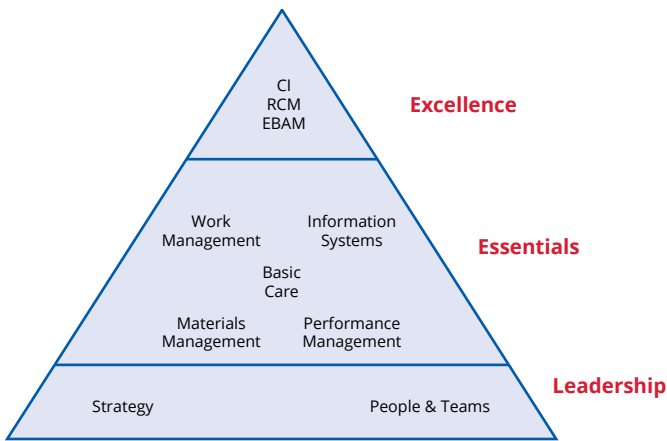 CI
RCM
EBAM
Excellence
Work
Management
Information
Systems
Essentials
Basic
Care
Materials
Management
Performance
Management
Leadership
Strategy
People & Teams